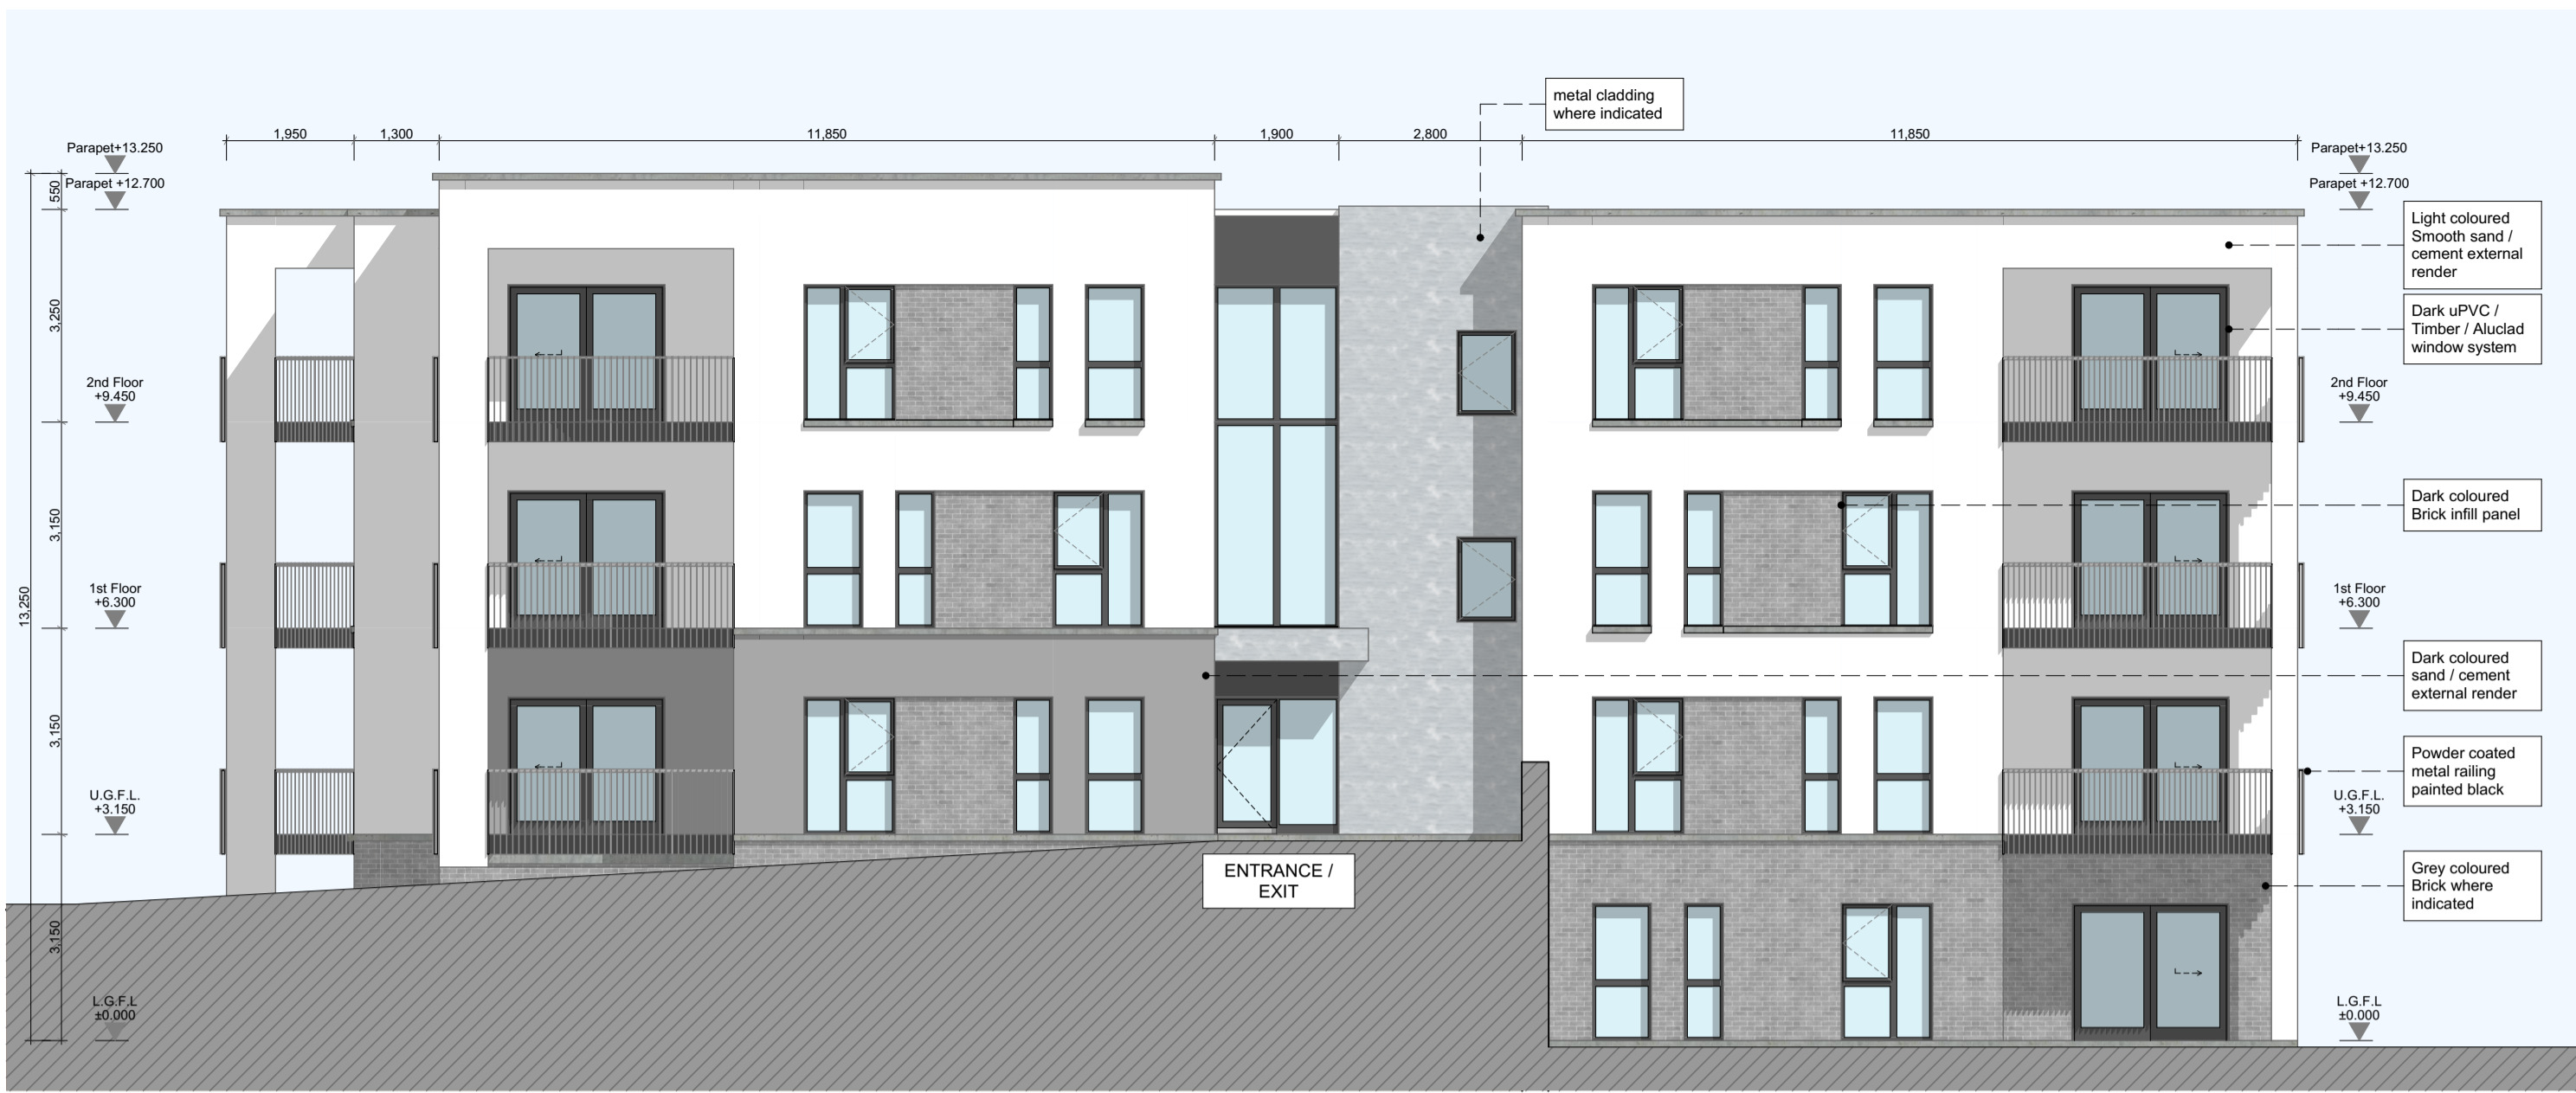 metal cladding
where indicated
1,950
1,300
11,850
1,900
2,800
11,850
Parapet+13.250
Parapet +12.700
Parapet+13.250
Parapet +12.700
550
3,250
3,150
3,150
3,150
13,250
2nd Floor
+9.450
1st Floor
+6.300
U.G.F.L.
+3.150
L.G.F.L
±0.000
ENTRANCE /
EXIT
Light coloured
Smooth sand /
cement external
render
Dark uPVC /
Timber / Aluclad
window system
2nd Floor
+9.450
Dark coloured
Brick infill panel
1st Floor
+6.300
Dark coloured
sand / cement
external render
Powder coated
metal railing
painted black
U.G.F.L.
+3.150
Grey coloured
Brick where
indicated
L.G.F.L
±0.000